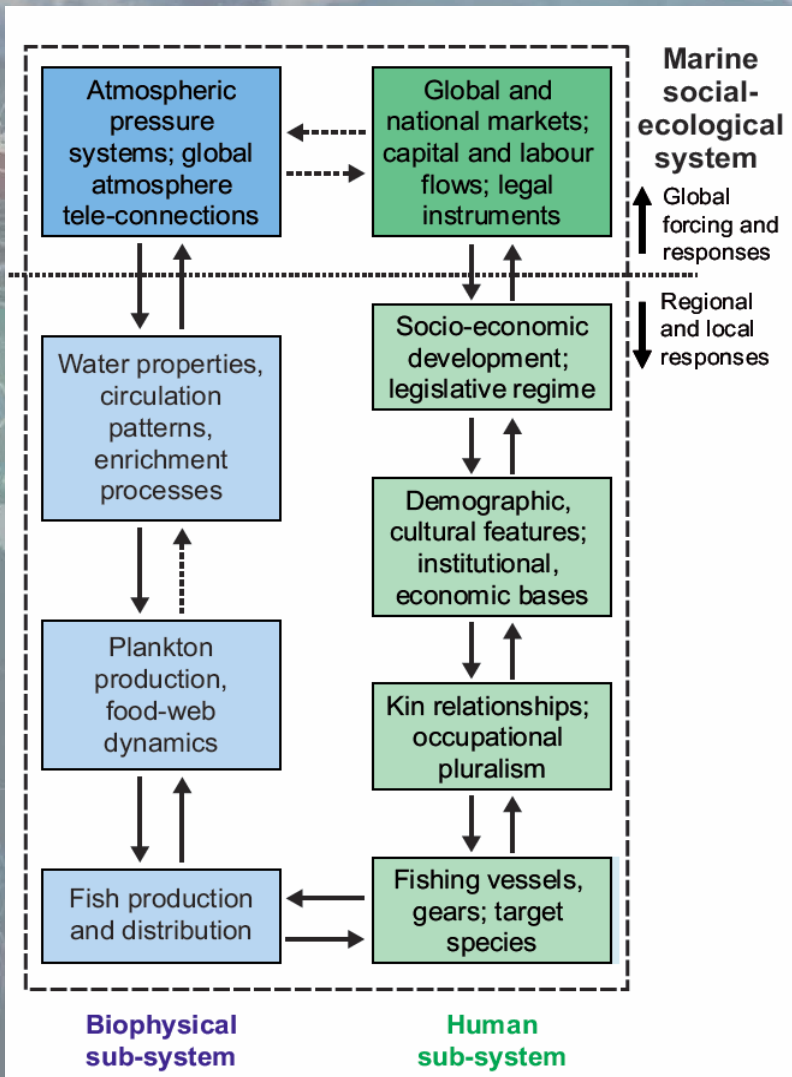 Marine
social-
ecological
system
Global
forcing and
responses
Regional
and local
responses
Atmospheric
pressure
systems; global
atmosphere
tele-connections
Global and
national markets;
capital and labour
flows; legal
instruments
Water properties,
circulation
patterns,
enrichment
processes
Socio-economic
development;
legislative regime
Demographic,
cultural features;
institutional,
economic bases
Plankton
production,
food-web
dynamics
Kin relationships;
occupational
pluralism
Fish production
and distribution
Fishing vessels,
gears; target
species
Biophysical
sub-system
Human
sub-system